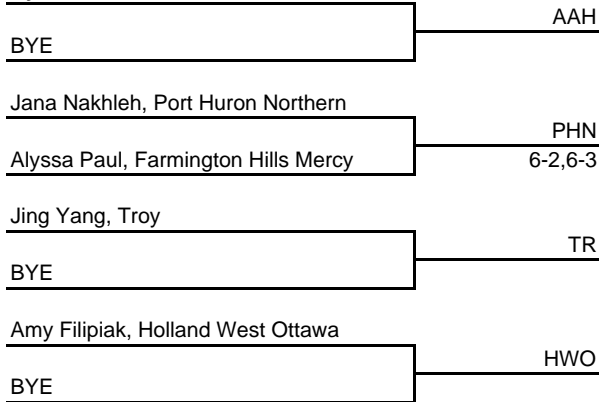 AAH
BYE
Jana Nakhleh, Port Huron Northern
PHN
Alyssa Paul, Farmington Hills Mercy 6-2,6-3
Jing Yang, Troy
TR
BYE
Amy Filipiak, Holland West Ottawa
HWO
BYE